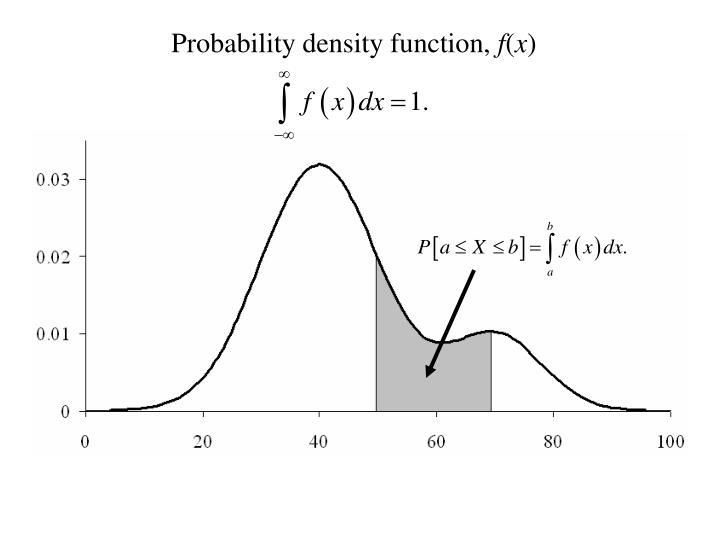 Probability density function, f(x)
∞
∫ f(x)dx = 1.
−∞
0.03
b
P[a ≤ X ≤ b] = ∫ f(x)dx.
a
0.02
0.01
0
0 20 40 60 80 100